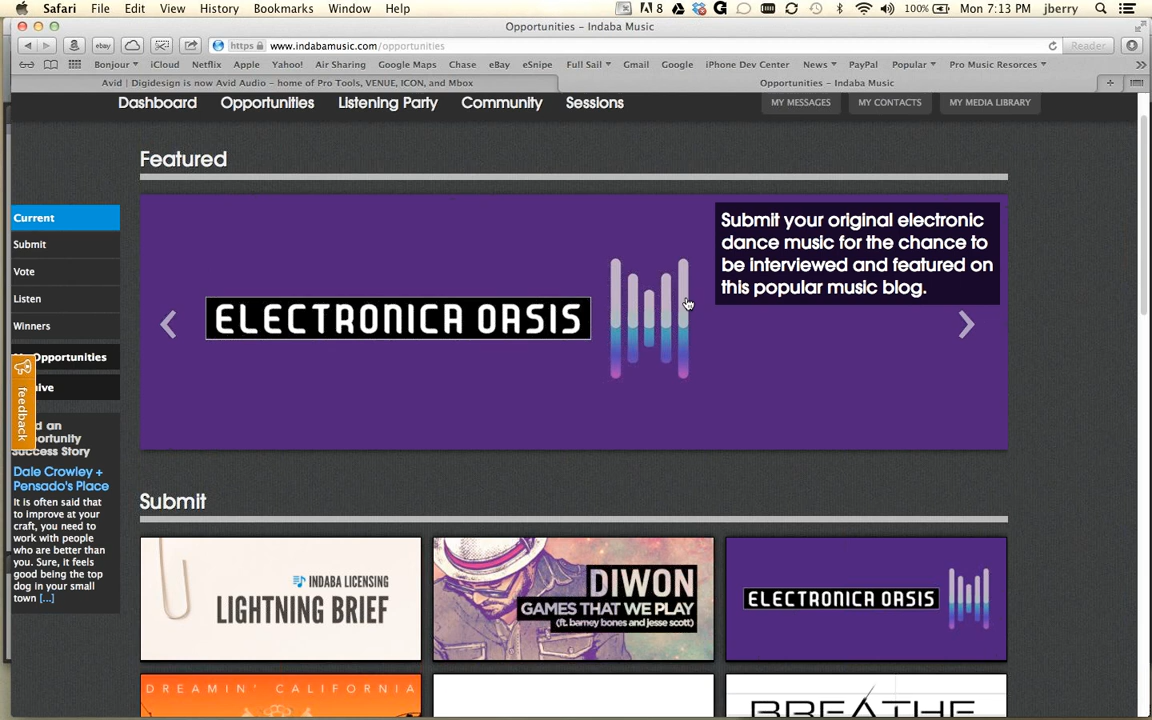 Safari File Edit View History Bookmarks Window Help
8 100% Mon 7:13 PM jberry
Opportunities – Indaba Music
ebay https www.indabamusic.com/opportunities Reader
Bonjour iCloud Netflix Apple Yahoo! Air Sharing Google Maps Chase eBay eSnipe Full Sail Gmail Google iPhone Dev Center News PayPal Popular Pro Music Resorces
Avid | Digidesign is now Avid Audio – home of Pro Tools, VENUE, ICON, and Mbox
Opportunities – Indaba Music
Dashboard Opportunities Listening Party Community Sessions
MY MESSAGES MY CONTACTS MY MEDIA LIBRARY
Featured
Current
Submit
Vote
Listen
Winners
Opportunities
feedback
Success Story
Dale Crowley +
Pensado's Place
It is often said that
to improve at your
craft, you need to
work with people
who are better than
you. Sure, it feels
good being the top
dog in your small
town [...]
ELECTRONICA OASIS
Submit your original electronic
dance music for the chance to
be interviewed and featured on
this popular music blog.
Submit
INDABA LICENSING
LIGHTNING BRIEF
DIWON
GAMES THAT WE PLAY
(ft. barney bones and jesse scott)
ELECTRONICA OASIS
DREAMIN' CALIFORNIA
BREATHE